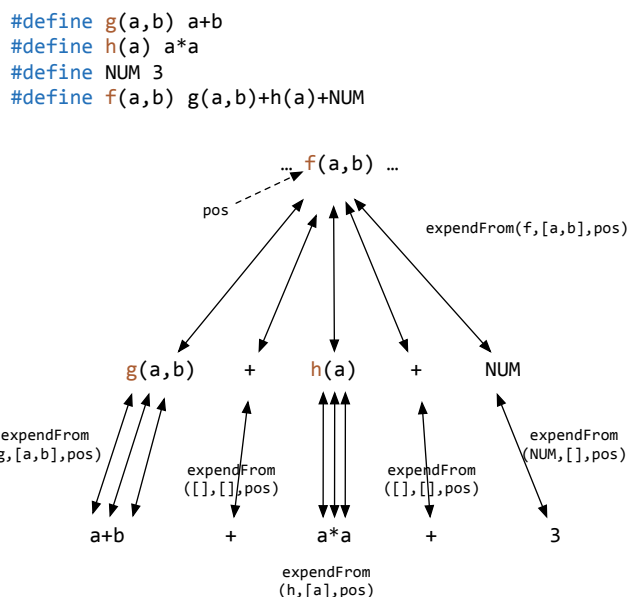 #define g(a,b) a+b
#define h(a) a*a
#define NUM 3
#define f(a,b) g(a,b)+h(a)+NUM
… f(a,b) …
pos
expendFrom(f,[a,b],pos)
g(a,b) + h(a) + NUM
expendFrom
g,[a,b],pos)
expendFrom
([],[],pos)
expendFrom
([],[],pos)
expendFrom
(NUM,[],pos)
a+b + a*a + 3
expendFrom
(h,[a],pos)